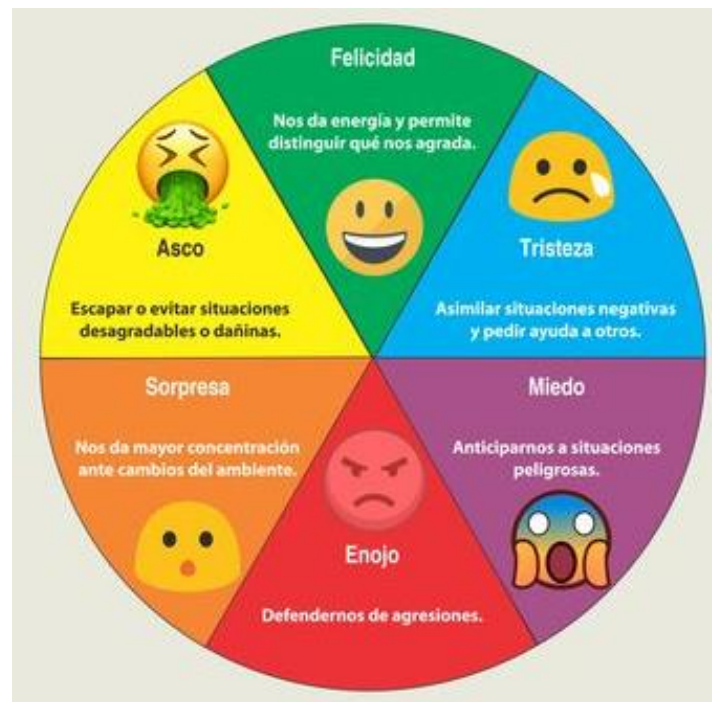 Felicidad
Nos da energía y permite
distinguir qué nos agrada.
Tristeza
Asimilar situaciones negativas
y pedir ayuda a otros.
Miedo
Anticiparnos a situaciones
peligrosas.
Enojo
Defendernos de agresiones.
Sorpresa
Nos da mayor concentración
ante cambios del ambiente.
Asco
Escapar o evitar situaciones
desagradables o dañinas.